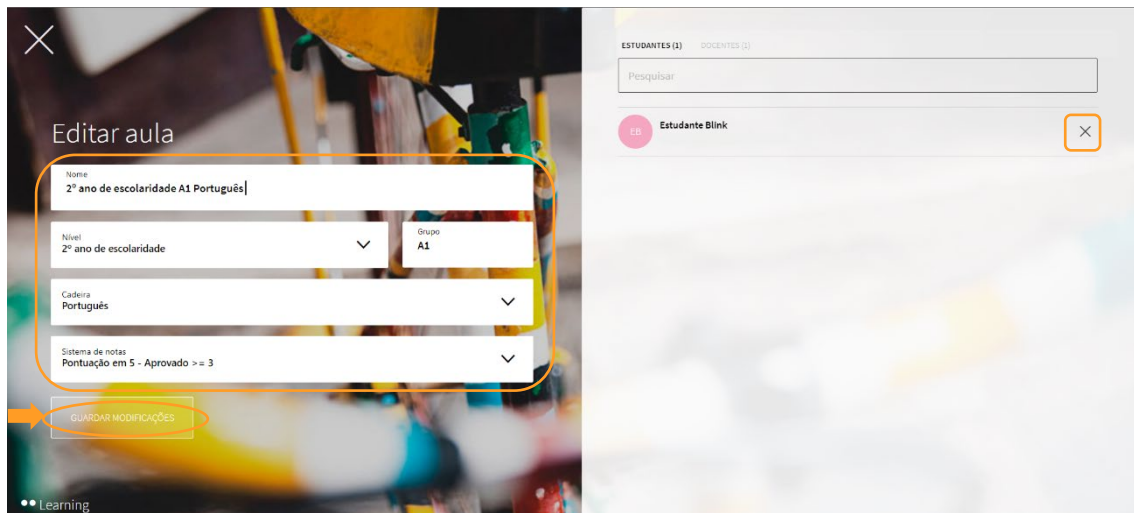 Editar aula
Nome
2º ano de escolaridade A1 Português
Nível
2º ano de escolaridade
Grupo
A1
Cadeira
Português
Sistema de notas
Pontuação em 5 - Aprovado >= 3
GUARDAR MODIFICAÇÕES
Learning
ESTUDANTES (1) DOCENTES (1)
Pesquisar
EB Estudante Blink